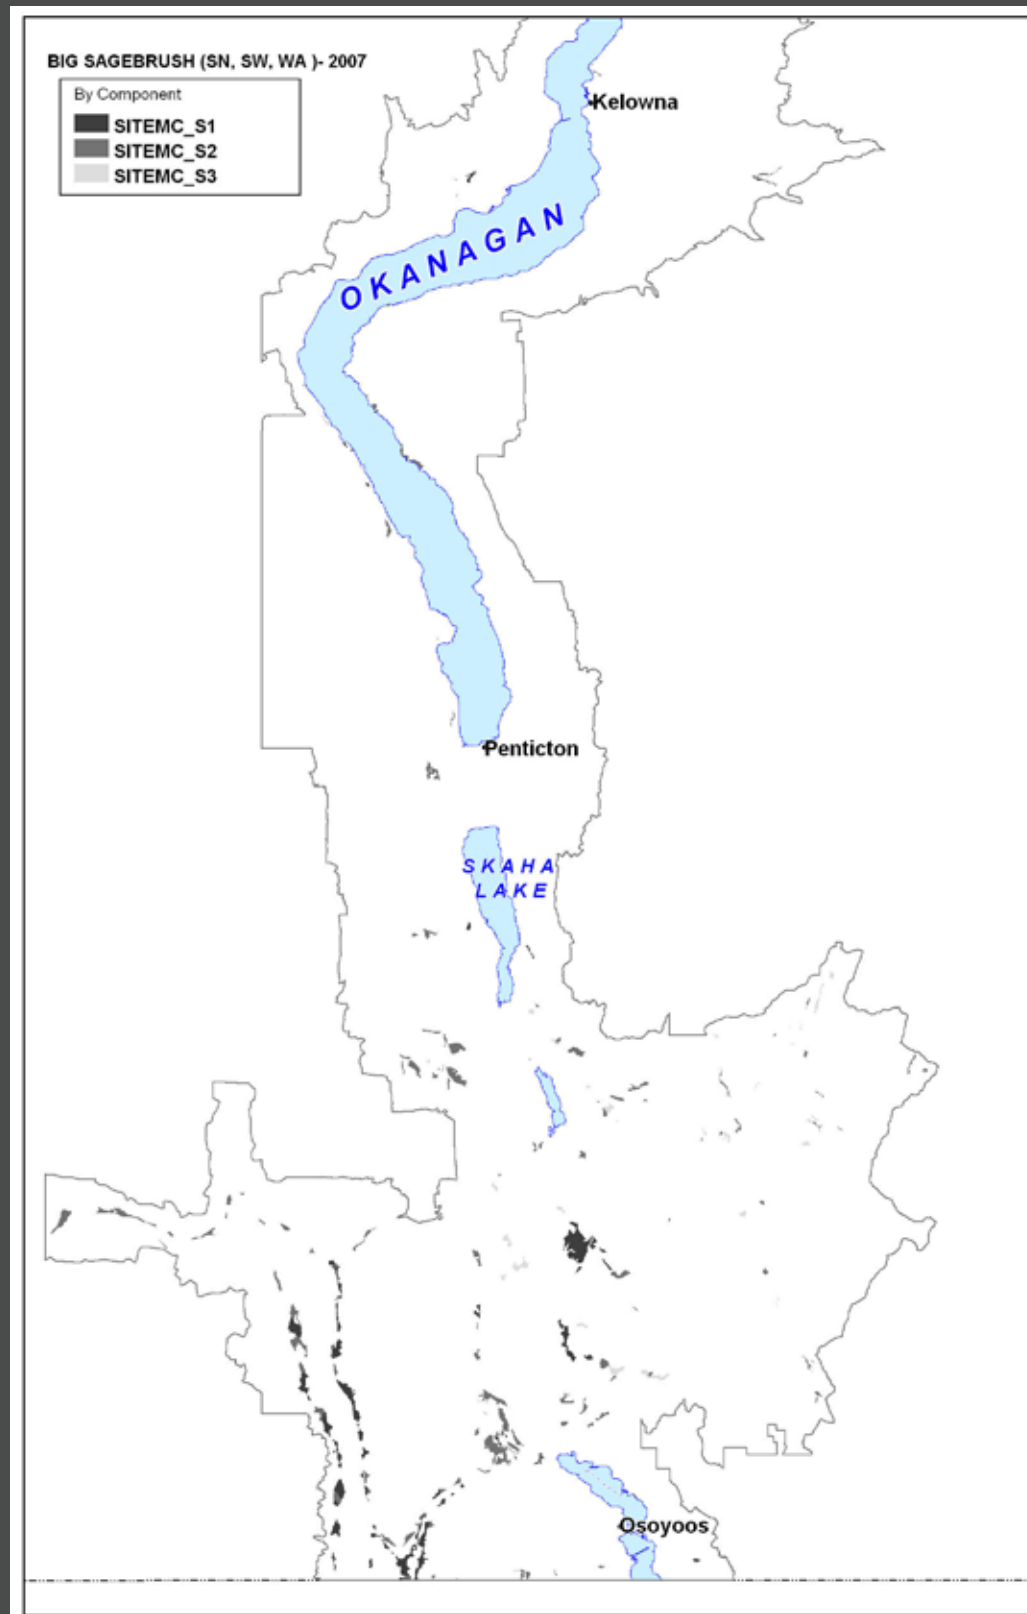 BIG SAGEBRUSH (SN, SW, WA )- 2007
By Component
SITEMC_S1
SITEMC_S2
SITEMC_S3
Kelowna
OKANAGAN
Penticton
SKAHA
LAKE
Osoyoos